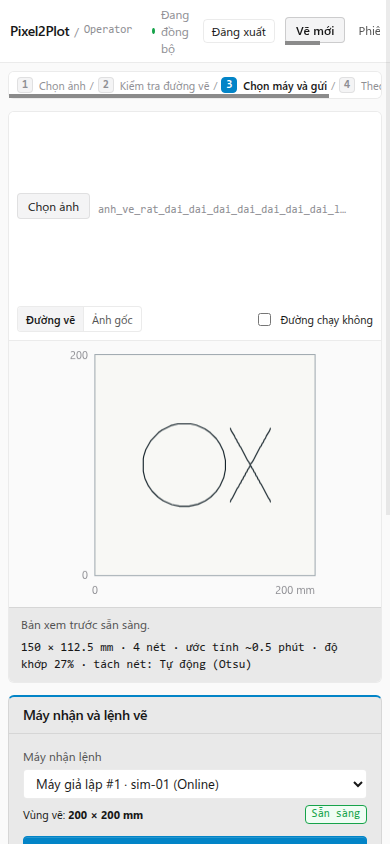 Pixel2Plot / Operator
Đang đồng bộ
Đăng xuất
Vẽ mới
Phiê
1 Chọn ảnh / 2 Kiểm tra đường vẽ / 3 Chọn máy và gửi / 4 Theo
Chọn ảnh
anh_ve_rat_dai_dai_dai_dai_dai_dai_dai_dai_l…
Đường vẽ
Ảnh gốc
Đường chạy không
200
0
0
200 mm
Bản xem trước sẵn sàng.
150 × 112.5 mm · 4 nét · ước tính ~0.5 phút · độ
khớp 27% · tách nét: Tự động (Otsu)
Máy nhận và lệnh vẽ
Máy nhận lệnh
Máy giả lập #1 · sim-01 (Online)
Vùng vẽ: 200 × 200 mm
Sẵn sàng